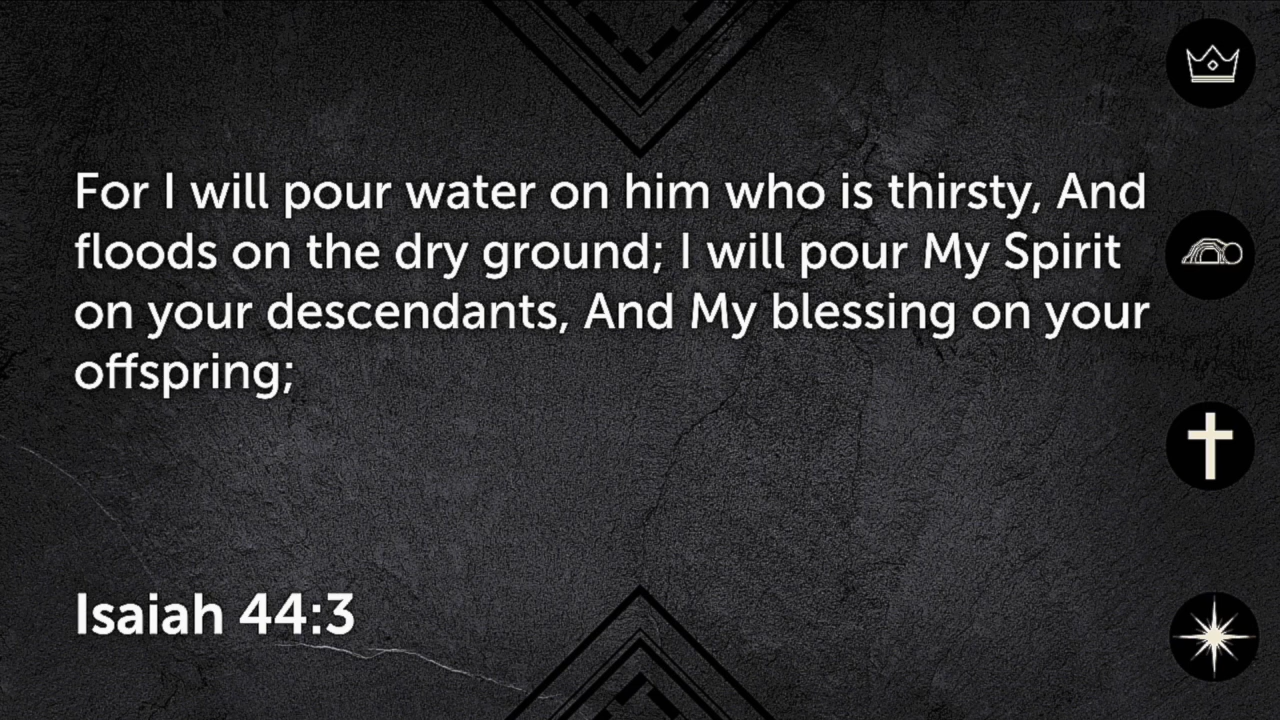 For I will pour water on him who is thirsty, And
floods on the dry ground; I will pour My Spirit
on your descendants, And My blessing on your
offspring;
Isaiah 44:3